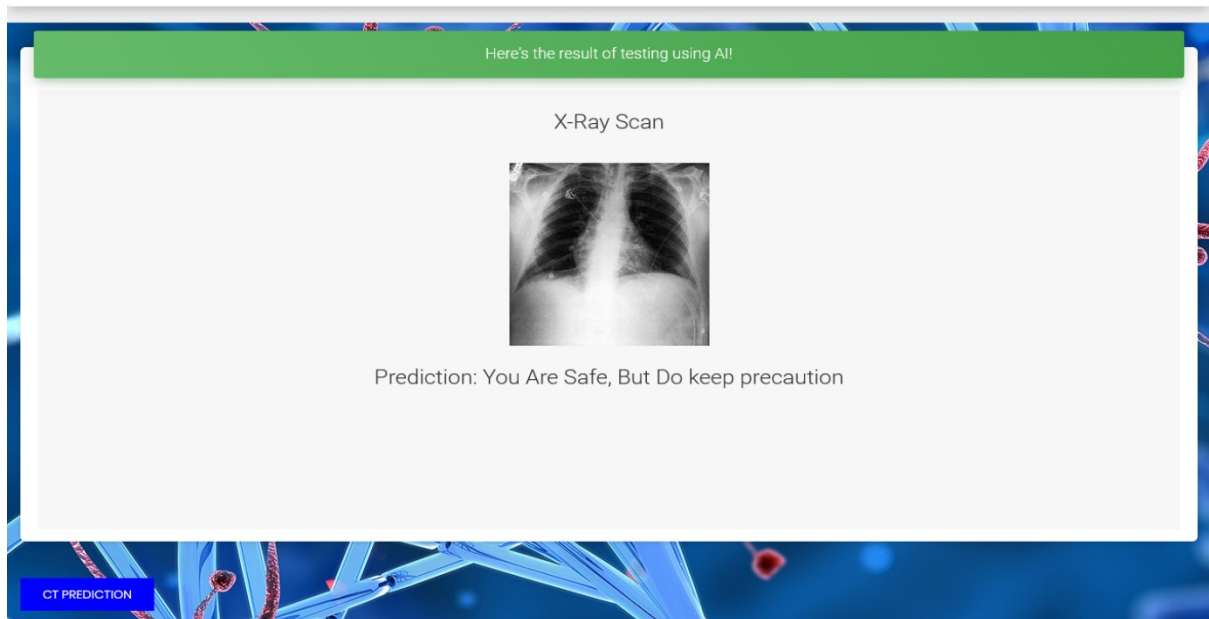 Here's the result of testing using AI!
X-Ray Scan
Prediction: You Are Safe, But Do keep precaution
CT PREDICTION